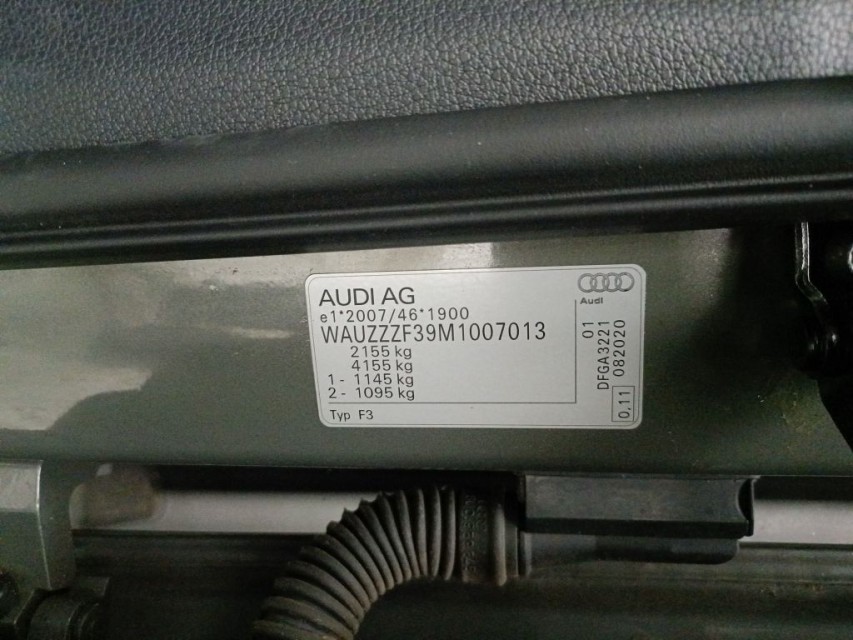 AUDI AG
e1*2007/46*1900
WAUZZZF39M1007013
2155 kg
4155 kg
1 - 1145 kg
2 - 1095 kg
Typ F3
Audi
01
DFGA3221
082020
0,11